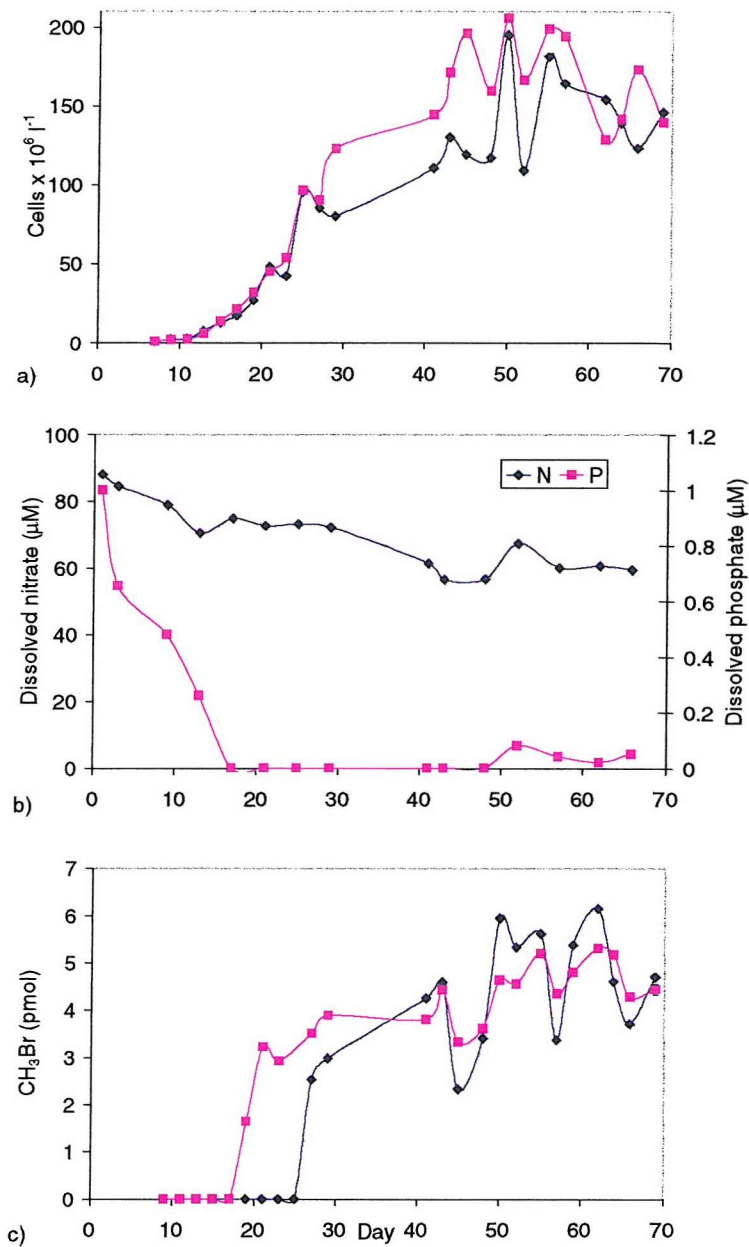 Cells x 10⁶ l⁻¹
200
150
100
50
0
0 10 20 30 40 50 60 70
a)
Dissolved nitrate (µM)
100
80
60
40
20
0
N P
1.2
1
0.8
0.6
0.4
0.2
0
Dissolved phosphate (µM)
0 10 20 30 40 50 60 70
b)
CH₃Br (pmol)
7
6
5
4
3
2
1
0
0 10 20 30 40 50 60 70
Day
c)